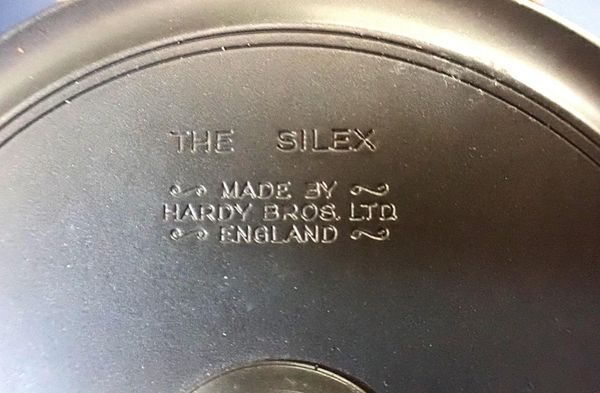 THE SILEX
MADE BY
HARDY BROS. LTD
ENGLAND